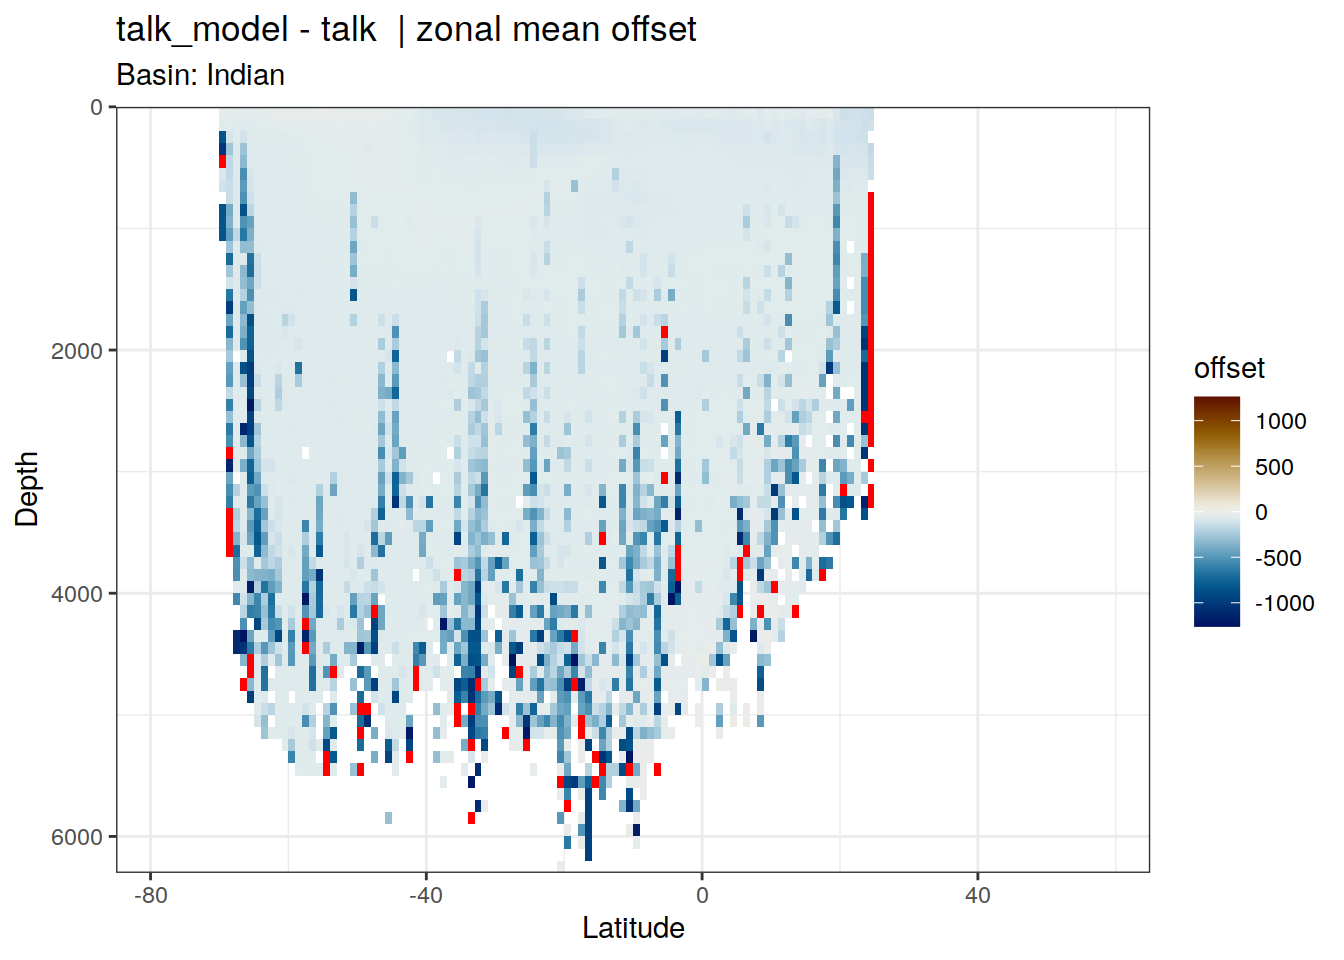 talk_model - talk  | zonal mean offset
Basin: Indian
0
2000
4000
6000
Depth
-80
-40
0
40
Latitude
offset
1000
500
0
-500
-1000